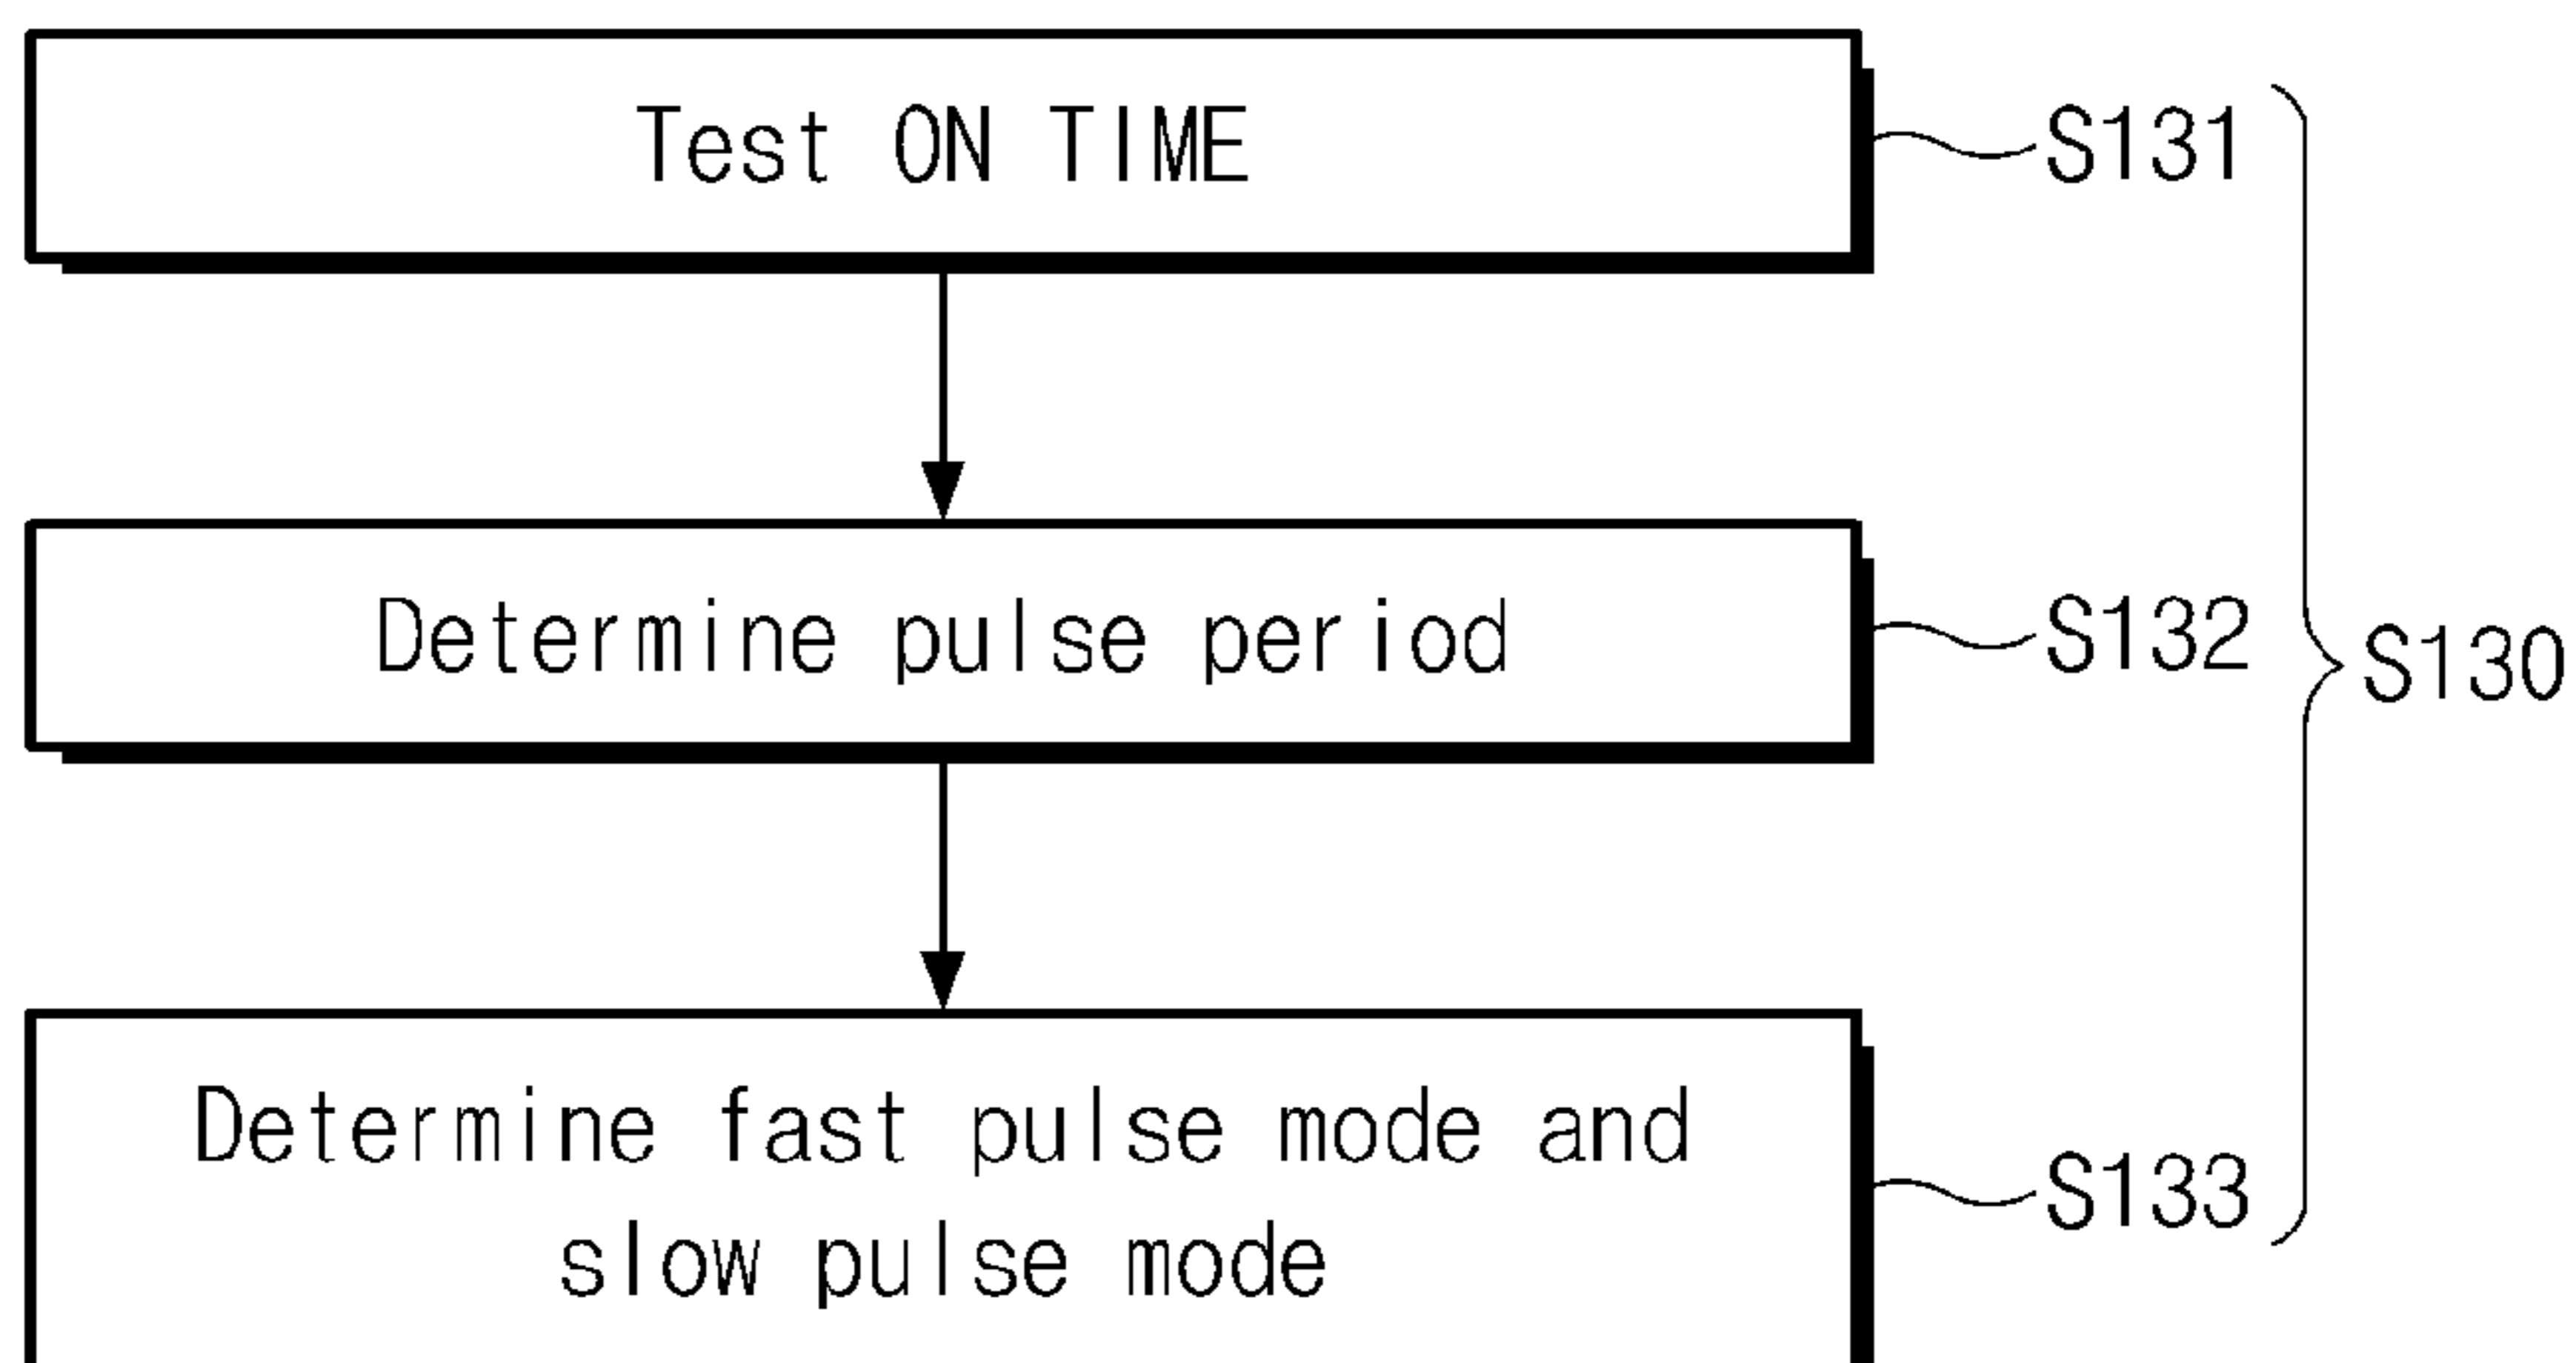 Test ON TIME
S131
Determine pulse period
S132
S130
Determine fast pulse mode and
slow pulse mode
S133